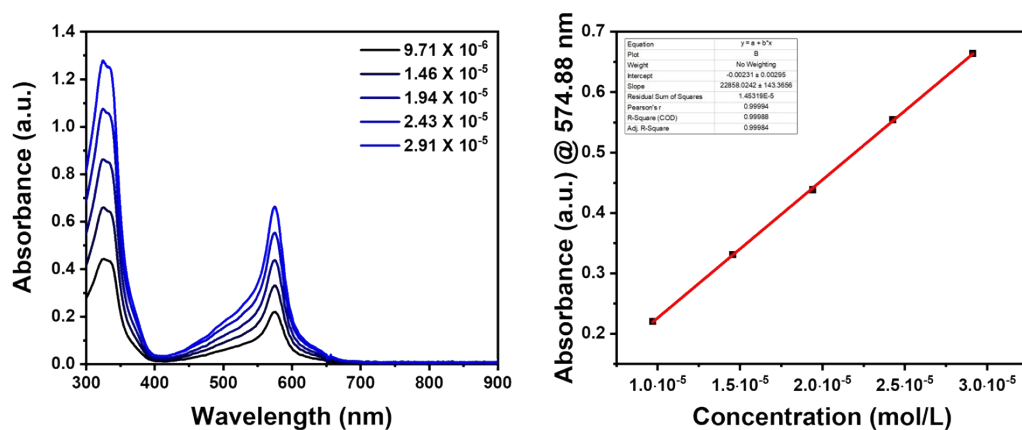 1.4
1.2
1.0
0.8
0.6
0.4
0.2
0.0
Absorbance (a.u.)
300 400 500 600 700 800 900
Wavelength (nm)
9.71 X 10⁻⁶
1.46 X 10⁻⁵
1.94 X 10⁻⁵
2.43 X 10⁻⁵
2.91 X 10⁻⁵
0.7
0.6
0.5
0.4
0.3
0.2
Absorbance (a.u.) @ 574.88 nm
Equation y = a + b*x
Plot B
Weight No Weighting
Intercept -0.00231 ± 0.00295
Slope 22858.0242 ± 143.3656
Residual Sum of Squares 1.45319E-5
Pearson's r 0.99994
R-Square (COD) 0.99988
Adj. R-Square 0.99984
1.0·10⁻⁵ 1.5·10⁻⁵ 2.0·10⁻⁵ 2.5·10⁻⁵ 3.0·10⁻⁵
Concentration (mol/L)